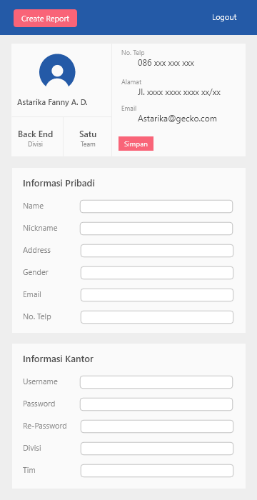 Create Report
Logout
Astarika Fanny A. D.
Back End
Divisi
Satu
Team
No. Telp
086 xxx xxx xxx
Alamat
Jl. xxxx xxxx xxxx xx/xx
Email
Astarika@gecko.com
Simpan
Informasi Pribadi
Name
Nickname
Address
Gender
Email
No. Telp
Informasi Kantor
Username
Password
Re-Password
Divisi
Tim